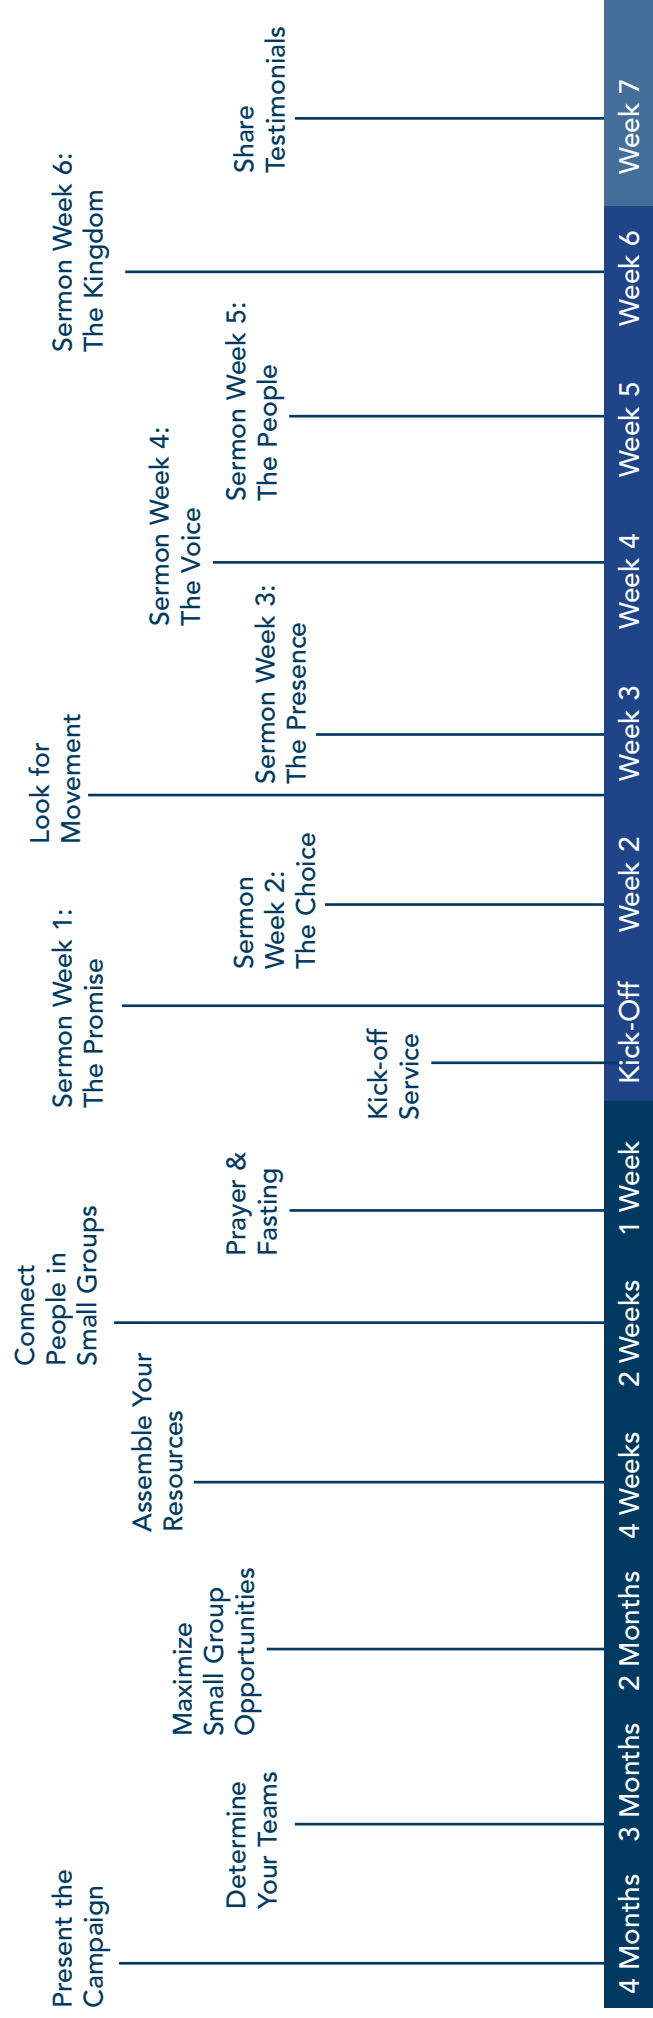 Present the
Campaign
Determine
Your Teams
Maximize
Small Group
Opportunities
Assemble Your
Resources
Connect
People in
Small Groups
Prayer &
Fasting
Kick-off
Service
Sermon Week 1:
The Promise
Sermon
Week 2:
The Choice
Look for
Movement
Sermon Week 3:
The Presence
Sermon Week 4:
The Voice
Sermon Week 5:
The People
Sermon Week 6:
The Kingdom
Share
Testimonials
4 Months
3 Months
2 Months
4 Weeks
2 Weeks
1 Week
Kick-Off
Week 2
Week 3
Week 4
Week 5
Week 6
Week 7